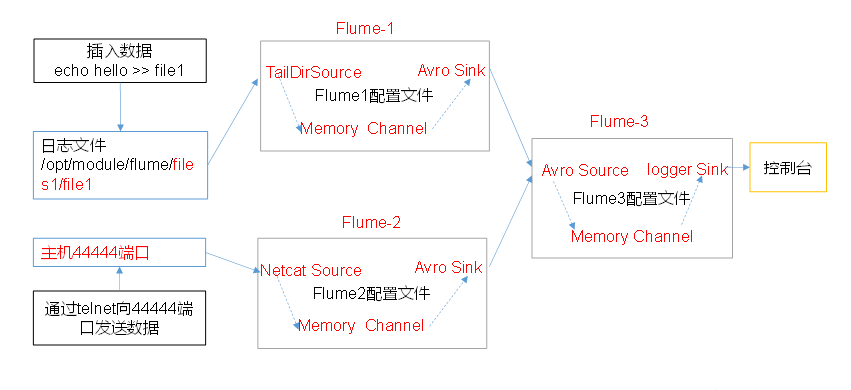 Flume-1
插入数据
echo hello >> file1
TailDirSource
Avro Sink
Flume1配置文件
Memory Channel
日志文件
/opt/module/flume/file
s1/file1
Flume-3
Avro Source
logger Sink
Flume3配置文件
Memory Channel
控制台
Flume-2
主机44444端口
Netcat Source
Avro Sink
Flume2配置文件
Memory Channel
通过telnet向44444端
口发送数据